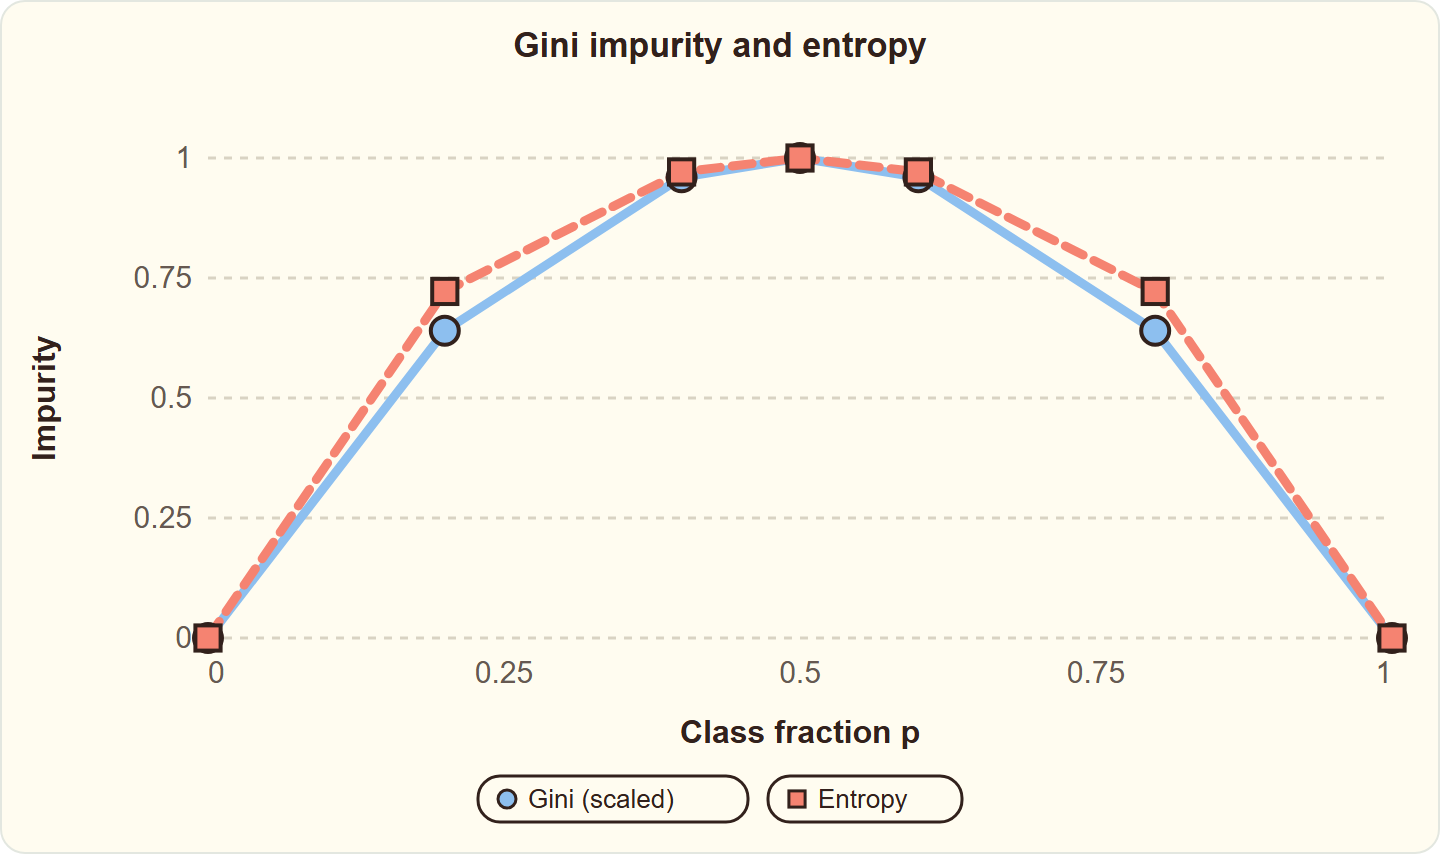 Gini impurity and entropy
1
0.75
0.5
0.25
0
Impurity
0 0.25 0.5 0.75 1
Class fraction p
Gini (scaled) Entropy